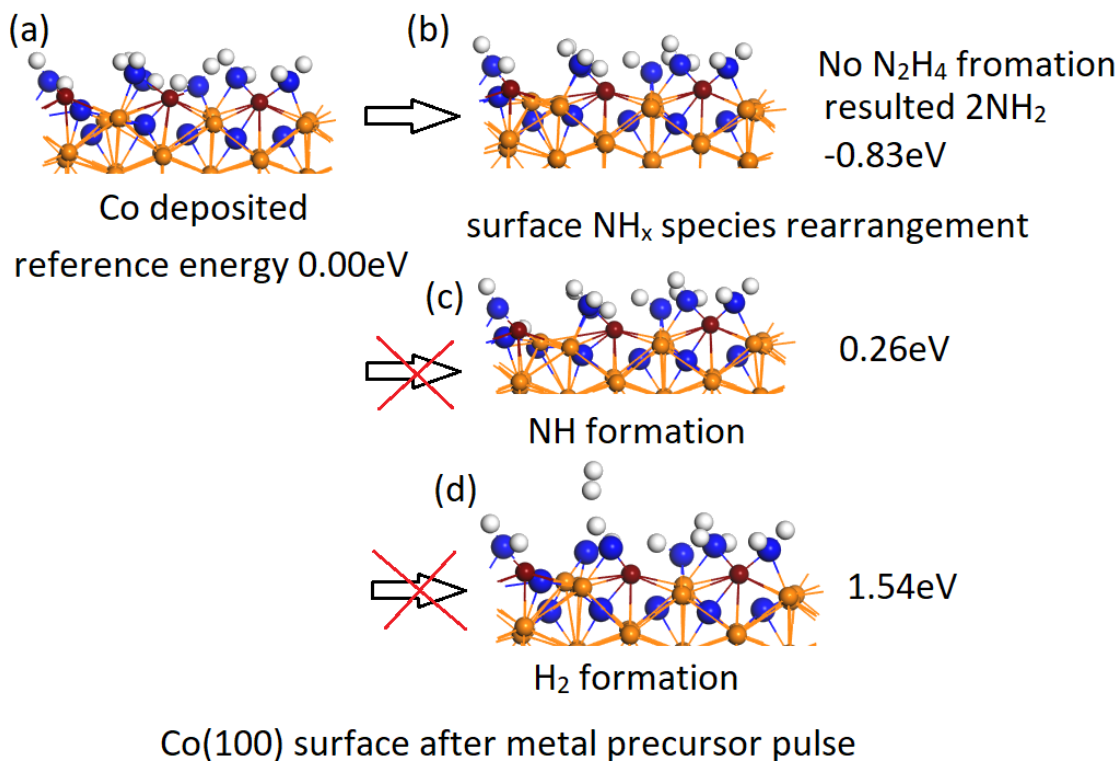 (a)
(b)
No N₂H₄ fromation
resulted 2NH₂
-0.83eV
Co deposited
reference energy 0.00eV
surface NHₓ species rearrangement
(c)
0.26eV
NH formation
(d)
1.54eV
H₂ formation
Co(100) surface after metal precursor pulse